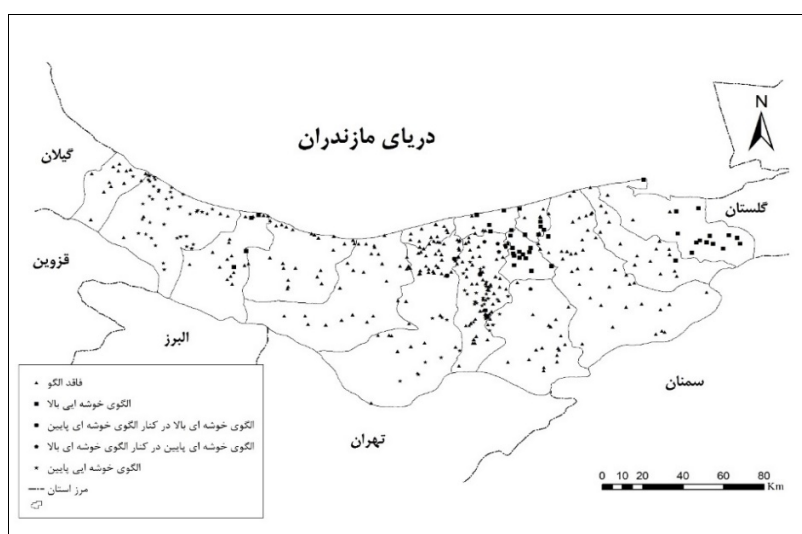 دریای مازندران
N
گیلان
گلستان
قزوین
البرز
سمنان
تهران
فاقد الگو
الگوی خوشه ایی بالا
الگوی خوشه ای بالا در کنار الگوی خوشه ای پایین
الگوی خوشه ای پایین در کنار الگوی خوشه ای بالا
الگوی خوشه ایی پایین
مرز استان
0 10 20 40 60 80
Km